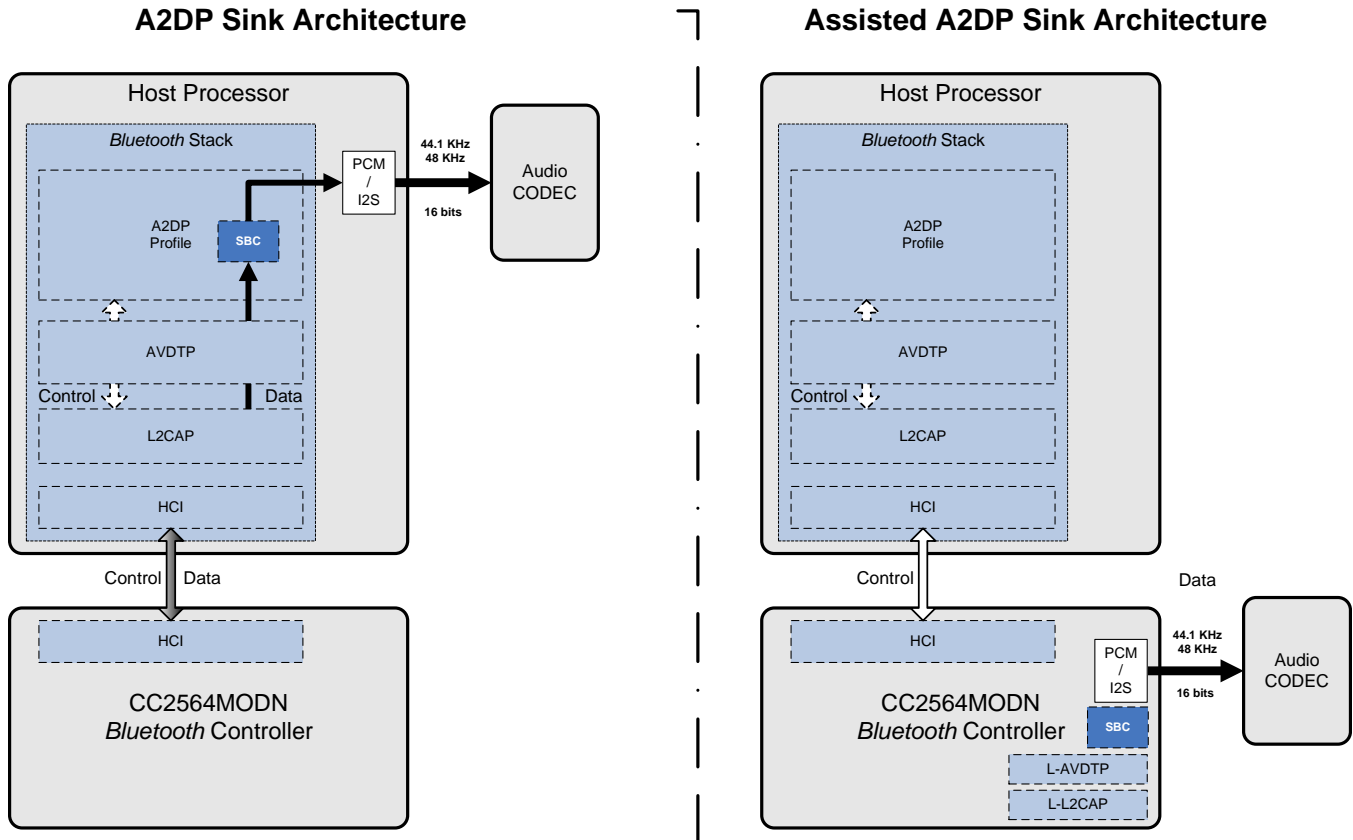 A2DP Sink Architecture
Host Processor
Bluetooth Stack
A2DP
Profile
SBC
PCM
/
I2S
44.1 KHz
48 KHz
16 bits
Audio
CODEC
AVDTP
Control
Data
L2CAP
HCI
Control
Data
HCI
CC2564MODN
Bluetooth Controller
Assisted A2DP Sink Architecture
Host Processor
Bluetooth Stack
A2DP
Profile
AVDTP
Control
L2CAP
HCI
Control
Data
HCI
CC2564MODN
Bluetooth Controller
PCM
/
I2S
44.1 KHz
48 KHz
16 bits
Audio
CODEC
SBC
L-AVDTP
L-L2CAP